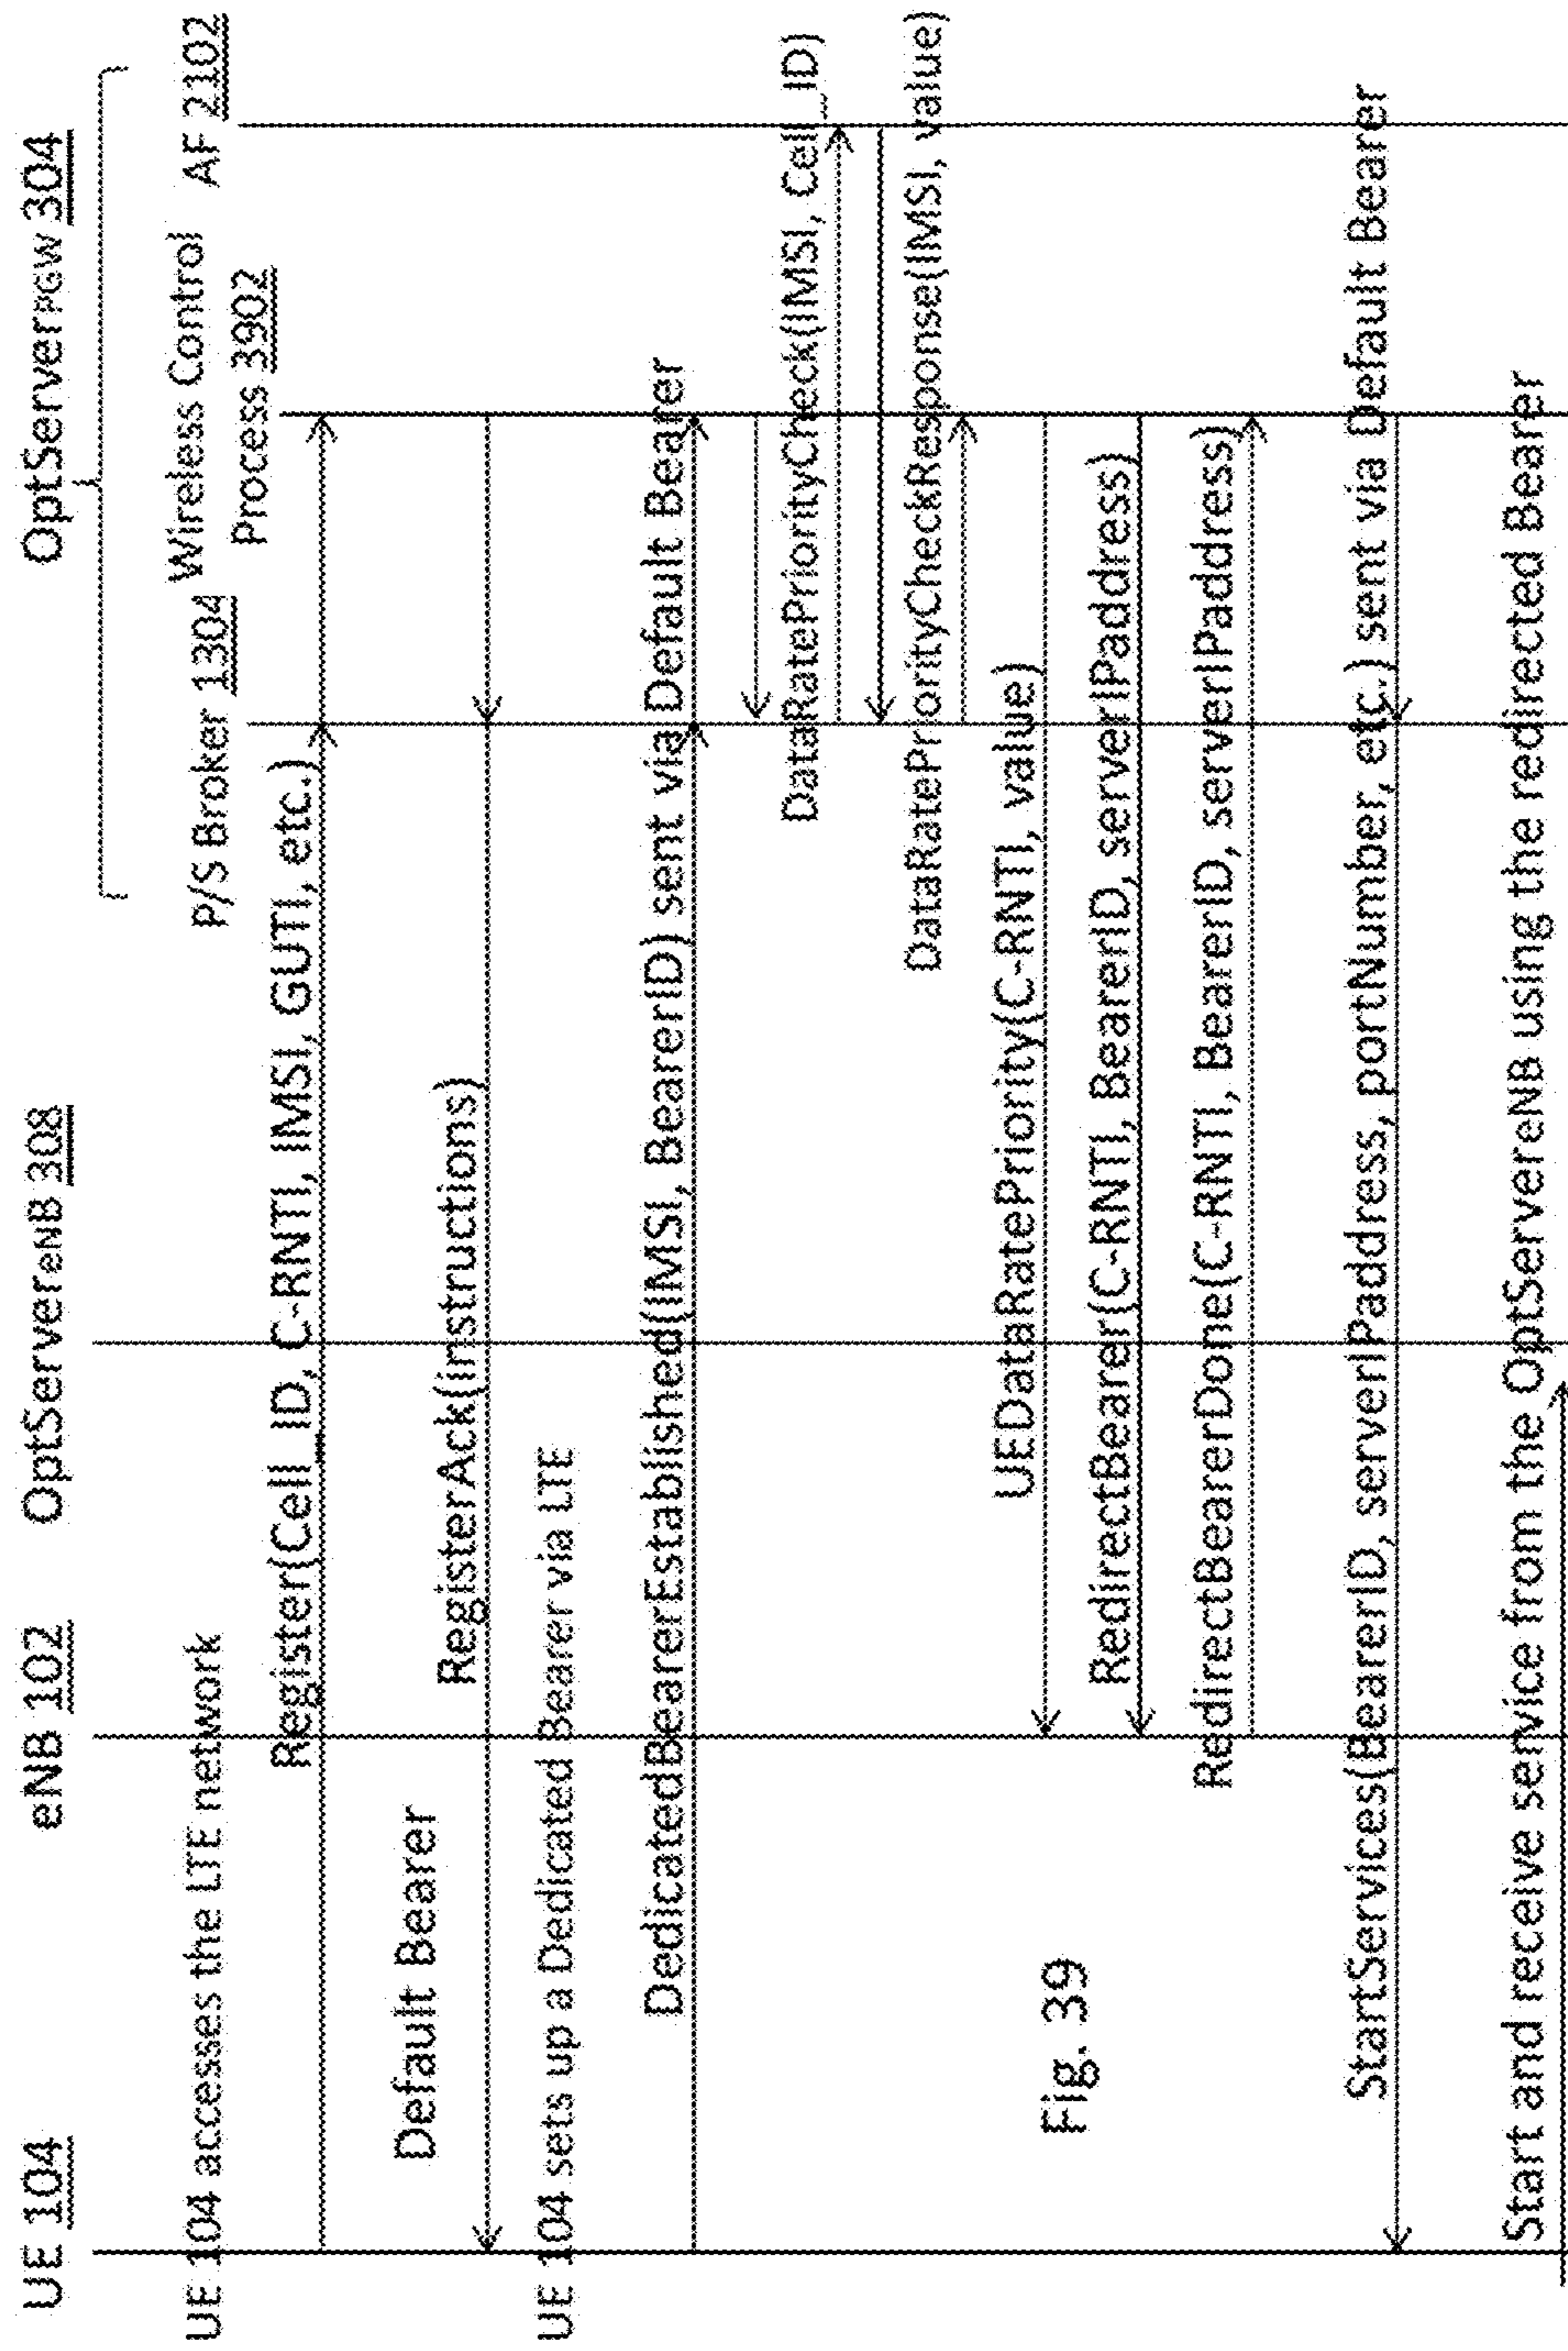 UE 104
eNB 102
OptServereNB 308
OptServerPGW 304
P/S Broker 1304
Wireless Control
Process 3902
AF 2102
UE 104 accesses the LTE network
Register(Cell_ID, C-RNTI, IMSI, GUTI, etc.)
Default Bearer
RegisterAck(instructions)
UE 104 sets up a Dedicated Bearer via LTE
DedicatedBearerEstablished(IMSI, BearerID) sent via Default Bearer
DataRatePriorityCheck(IMSI, Cell_ID)
DataRatePriorityCheckResponse(IMSI, value)
UEDataRatePriority(C-RNTI, value)
RedirectBearer(C-RNTI, BearerID, serverIPaddress)
RedirectBearerDone(C-RNTI, BearerID, serverIPaddress)
StartServices(BearerID, serverIPaddress, portNumber, etc.) sent via Default Bearer
Start and receive service from the OptServereNB using the redirected Bearer
Fig. 39